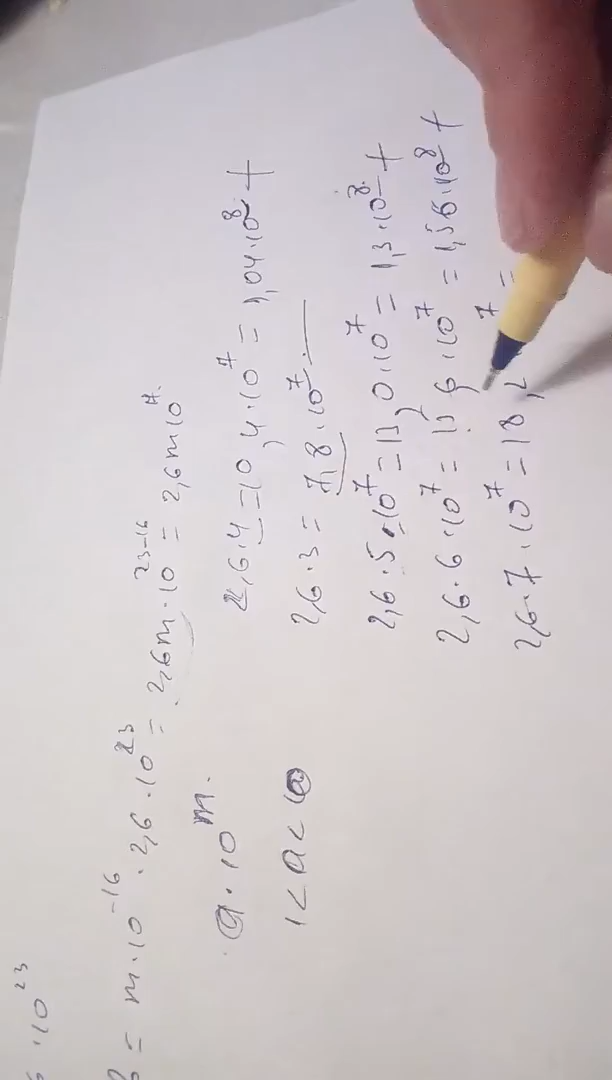 · 10²³
= m · 10⁻¹⁶ · 2,6 · 10²³ = 2,6m · 10²³⁻¹⁶ = 2,6m10⁷.
a · 10ᵐ.
1 < a < 10
2,6 · 4 = 10,4 · 10⁷ = 1,04 · 10⁸ +
2,6 · 3 = 7,8 · 10⁷ · —
2,6 · 5 · 10⁷ = 13,0 · 10⁷ = 1,3 · 10⁸ +
2,6 · 6 · 10⁷ = 15,6 · 10⁷ = 1,56 · 10⁸ +
2,6 · 7 · 10⁷ = 18,2 ⁷ =